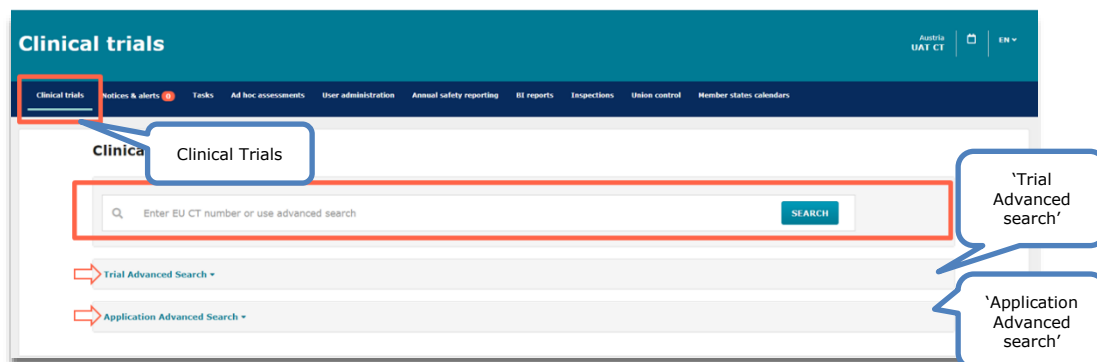 Clinical trials
Austria
UAT CT
EN
Clinical trials
Notices & alerts 0
Tasks
Ad hoc assessments
User administration
Annual safety reporting
BI reports
Inspections
Union control
Member states calendars
Clinica
Clinical Trials
Enter EU CT number or use advanced search
SEARCH
‘Trial
Advanced
search’
Trial Advanced Search
Application Advanced Search
‘Application
Advanced
search’